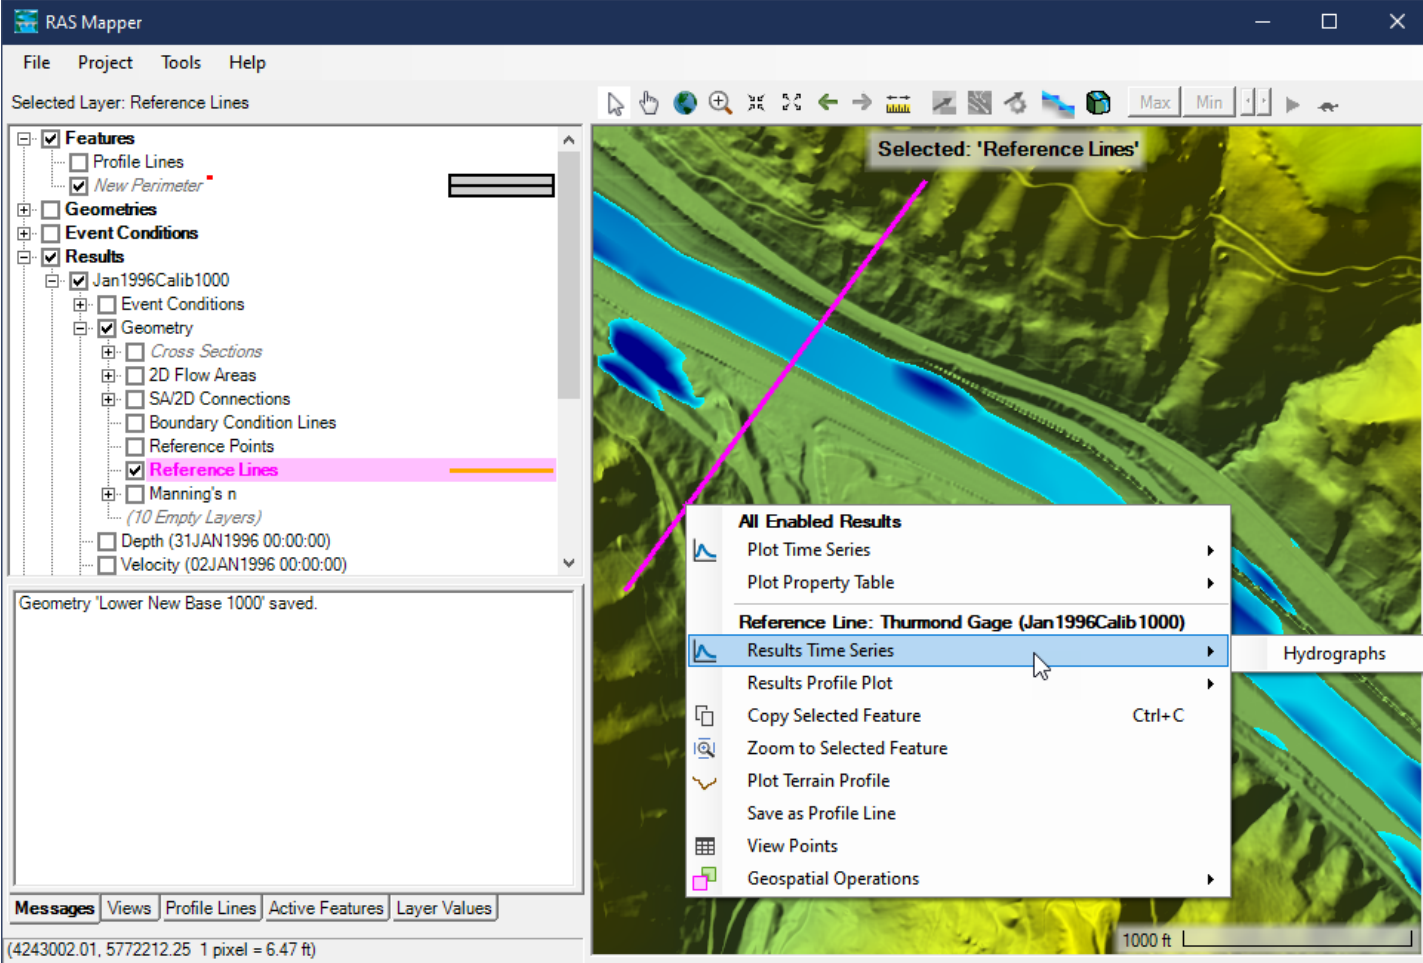 RAS Mapper
File Project Tools Help
Selected Layer: Reference Lines
Max Min
Features
Profile Lines
New Perimeter
Geometries
Event Conditions
Results
Jan1996Calib1000
Event Conditions
Geometry
Cross Sections
2D Flow Areas
SA/2D Connections
Boundary Condition Lines
Reference Points
Reference Lines
Manning's n
(10 Empty Layers)
Depth (31JAN1996 00:00:00)
Velocity (02JAN1996 00:00:00)
Geometry 'Lower New Base 1000' saved.
Messages Views Profile Lines Active Features Layer Values
(4243002.01, 5772212.25 1 pixel = 6.47 ft)
Selected: 'Reference Lines'
All Enabled Results
Plot Time Series
Plot Property Table
Reference Line: Thurmond Gage (Jan1996Calib1000)
Results Time Series
Hydrographs
Results Profile Plot
Copy Selected Feature Ctrl+C
Zoom to Selected Feature
Plot Terrain Profile
Save as Profile Line
View Points
Geospatial Operations
1000 ft